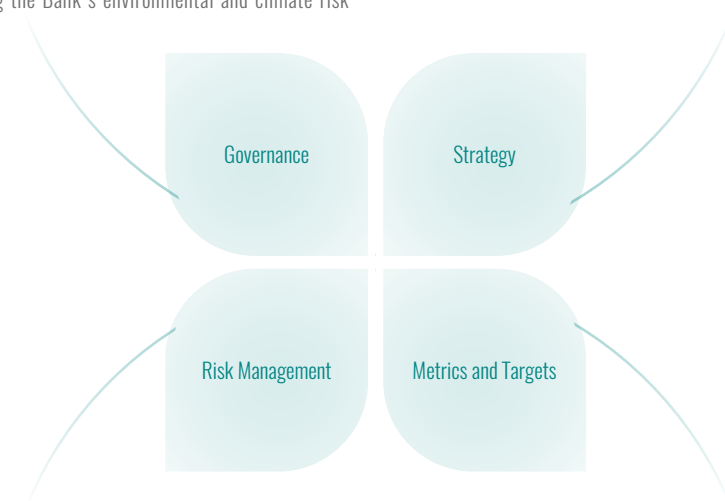 the Bank's environmental and climate risk
Governance
Strategy
Risk Management
Metrics and Targets